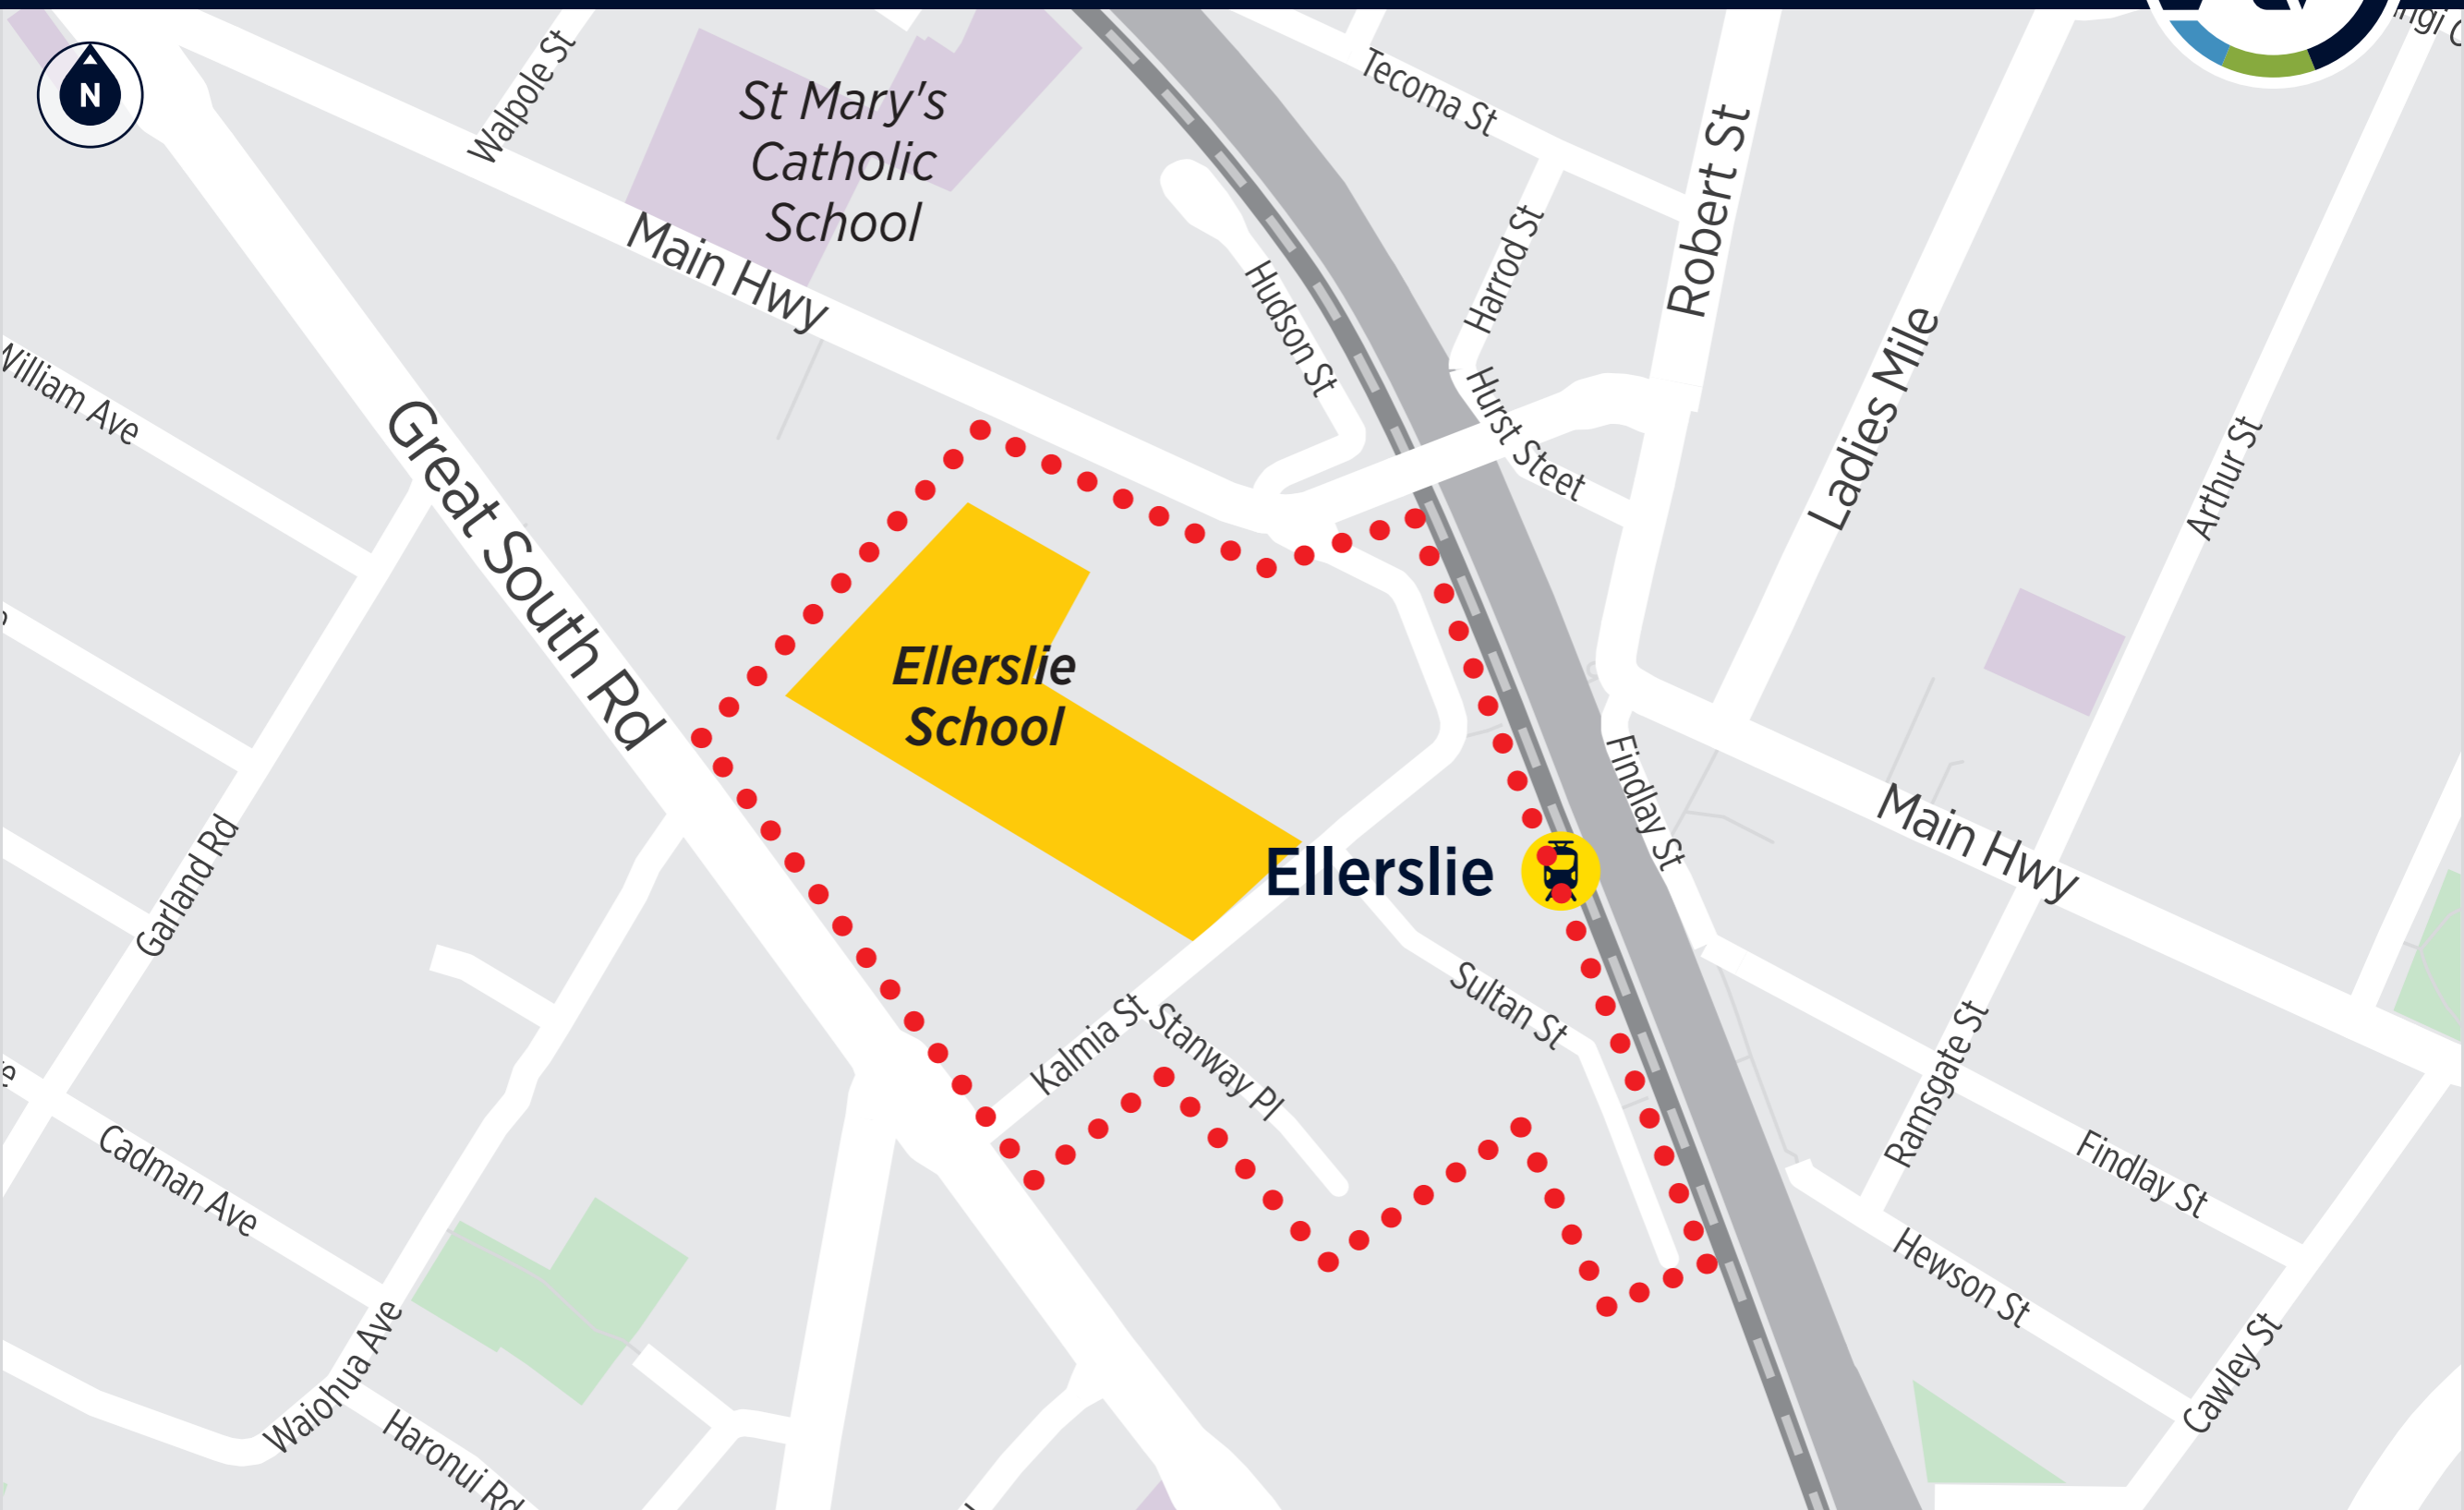 N
Walpole St
St Mary's
Catholic
School
Tecoma St
Robert St
Main Hwy
Hudson St
Harrod St
Hurst Steet
Ladies Mile
Arthur St
William Ave
Great South Rd
Ellerslie
School
Findlay St
Main Hwy
Garland Rd
Ellerslie
Sultan St
Kalmia St
Stanway Pl
Ramsgate St
Findlay St
Cadman Ave
Hewson St
Cawley St
Waiohua Ave
Haronui Rd